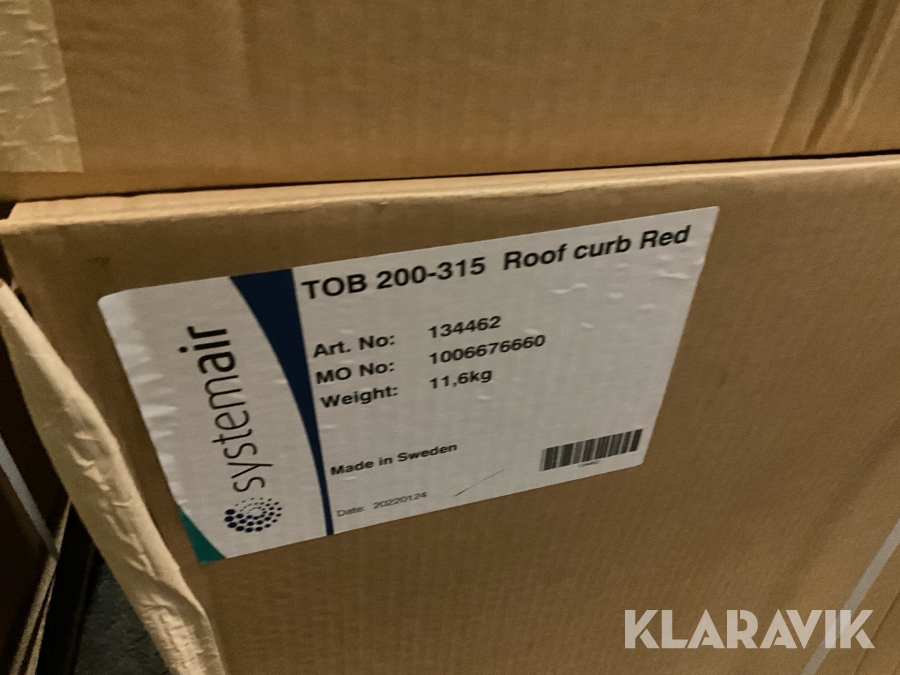 TOB 200-315 Roof curb Red
Art. No: 134462
MO No: 1006676660
Weight: 11,6kg
Made in Sweden
Date: 20220124
systemair
KLARAVIK